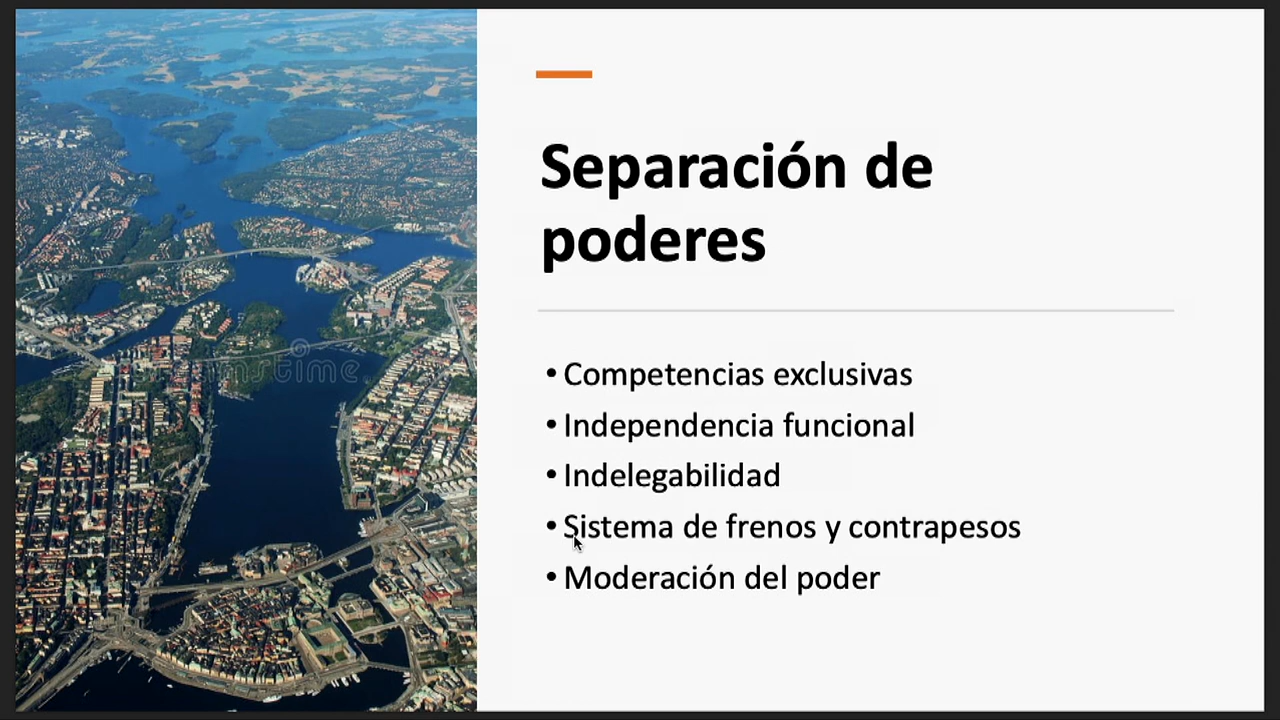 Separación de
poderes
• Competencias exclusivas
• Independencia funcional
• Indelegabilidad
• Sistema de frenos y contrapesos
• Moderación del poder